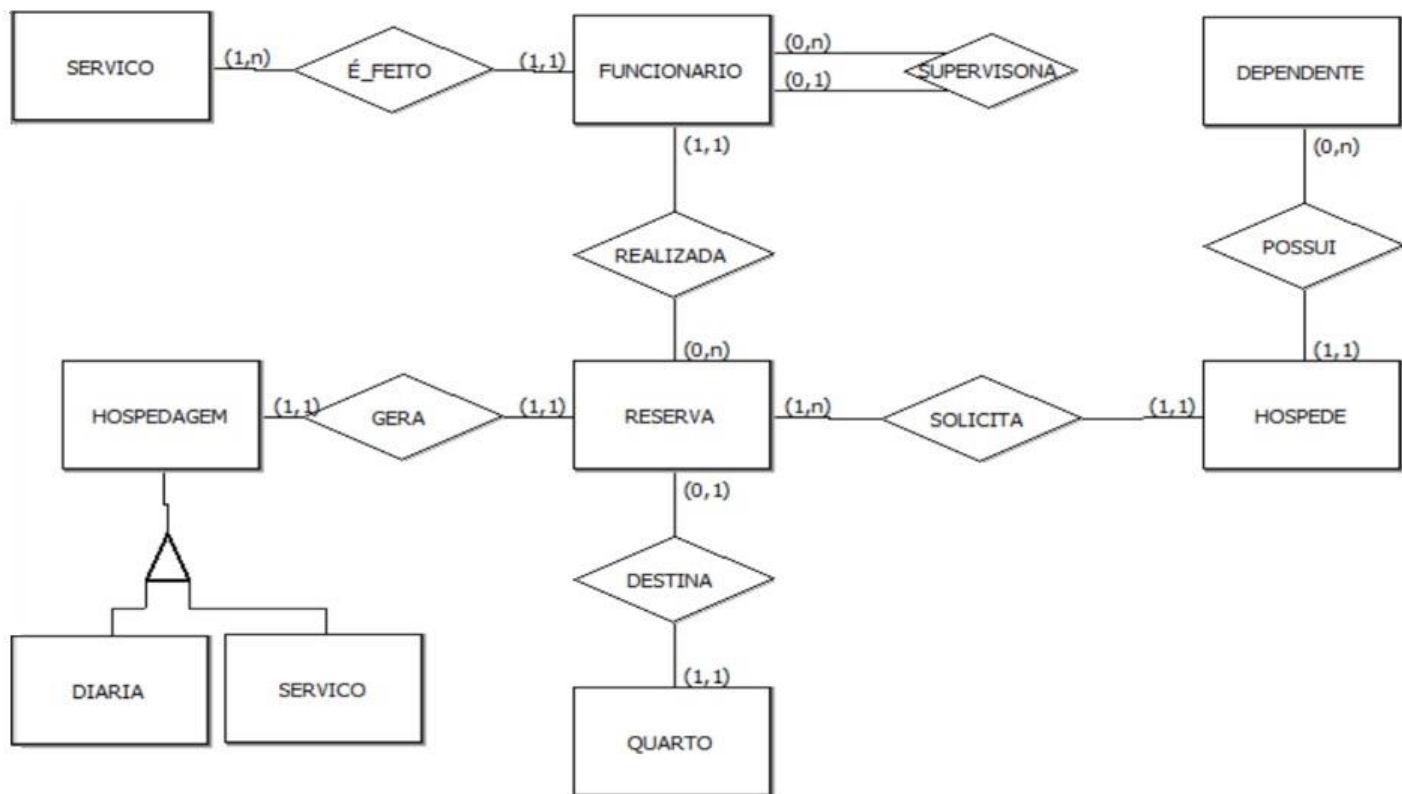 SERVICO
(1,n)
É_FEITO
(1,1)
FUNCIONARIO
(0,n)
(0,1)
SUPERVISONA
DEPENDENTE
(1,1)
(0,n)
REALIZADA
POSSUI
(0,n)
(1,1)
HOSPEDAGEM
(1,1)
GERA
(1,1)
RESERVA
(1,n)
SOLICITA
(1,1)
HOSPEDE
(0,1)
DESTINA
DIARIA
SERVICO
(1,1)
QUARTO